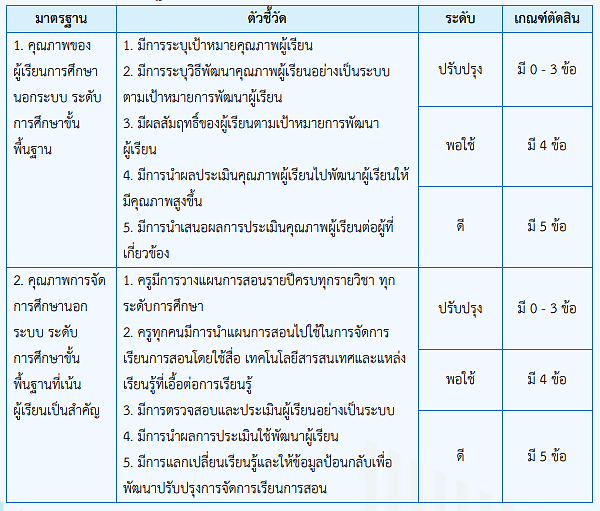 มาตรฐาน ตัวชี้วัด ระดับ เกณฑ์ตัดสิน
1. คุณภาพของ
ผู้เรียนการศึกษา
นอกระบบ ระดับ
การศึกษาขั้น
พื้นฐาน
1. มีการระบุเป้าหมายคุณภาพผู้เรียน
2. มีการระบุวิธีพัฒนาคุณภาพผู้เรียนอย่างเป็นระบบ
ตามเป้าหมายการพัฒนาผู้เรียน
3. มีผลสัมฤทธิ์ของผู้เรียนตามเป้าหมายการพัฒนา
ผู้เรียน
4. มีการนำผลประเมินคุณภาพผู้เรียนไปพัฒนาผู้เรียนให้
มีคุณภาพสูงขึ้น
5. มีการนำเสนอผลการประเมินคุณภาพผู้เรียนต่อผู้ที่
เกี่ยวข้อง
ปรับปรุง มี 0 - 3 ข้อ
พอใช้ มี 4 ข้อ
ดี มี 5 ข้อ
2. คุณภาพการจัด
การศึกษานอก
ระบบ ระดับ
การศึกษาขั้น
พื้นฐานที่เน้น
ผู้เรียนเป็นสำคัญ
1. ครูมีการวางแผนการสอนรายปีครบทุกรายวิชา ทุก
ระดับการศึกษา
2. ครูทุกคนมีการนำแผนการสอนไปใช้ในการจัดการ
เรียนการสอนโดยใช้สื่อ เทคโนโลยีสารสนเทศและแหล่ง
เรียนรู้ที่เอื้อต่อการเรียนรู้
3. มีการตรวจสอบและประเมินผู้เรียนอย่างเป็นระบบ
4. มีการนำผลการประเมินใช้พัฒนาผู้เรียน
5. มีการแลกเปลี่ยนเรียนรู้และให้ข้อมูลป้อนกลับเพื่อ
พัฒนาปรับปรุงการจัดการเรียนการสอน
ปรับปรุง มี 0 - 3 ข้อ
พอใช้ มี 4 ข้อ
ดี มี 5 ข้อ